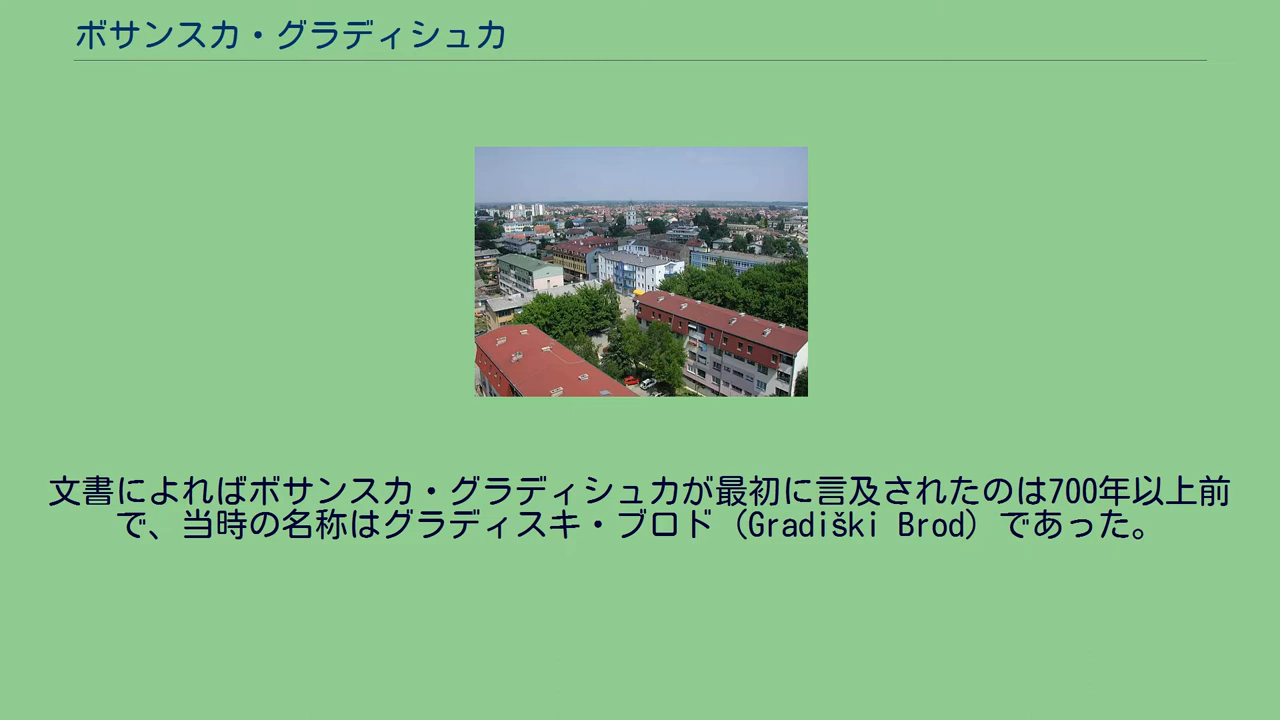 ボサンスカ・グラディシュカ
文書によればボサンスカ・グラディシュカが最初に言及されたのは700年以上前
で、当時の名称はグラディスキ・ブロド（Gradiški Brod）であった。